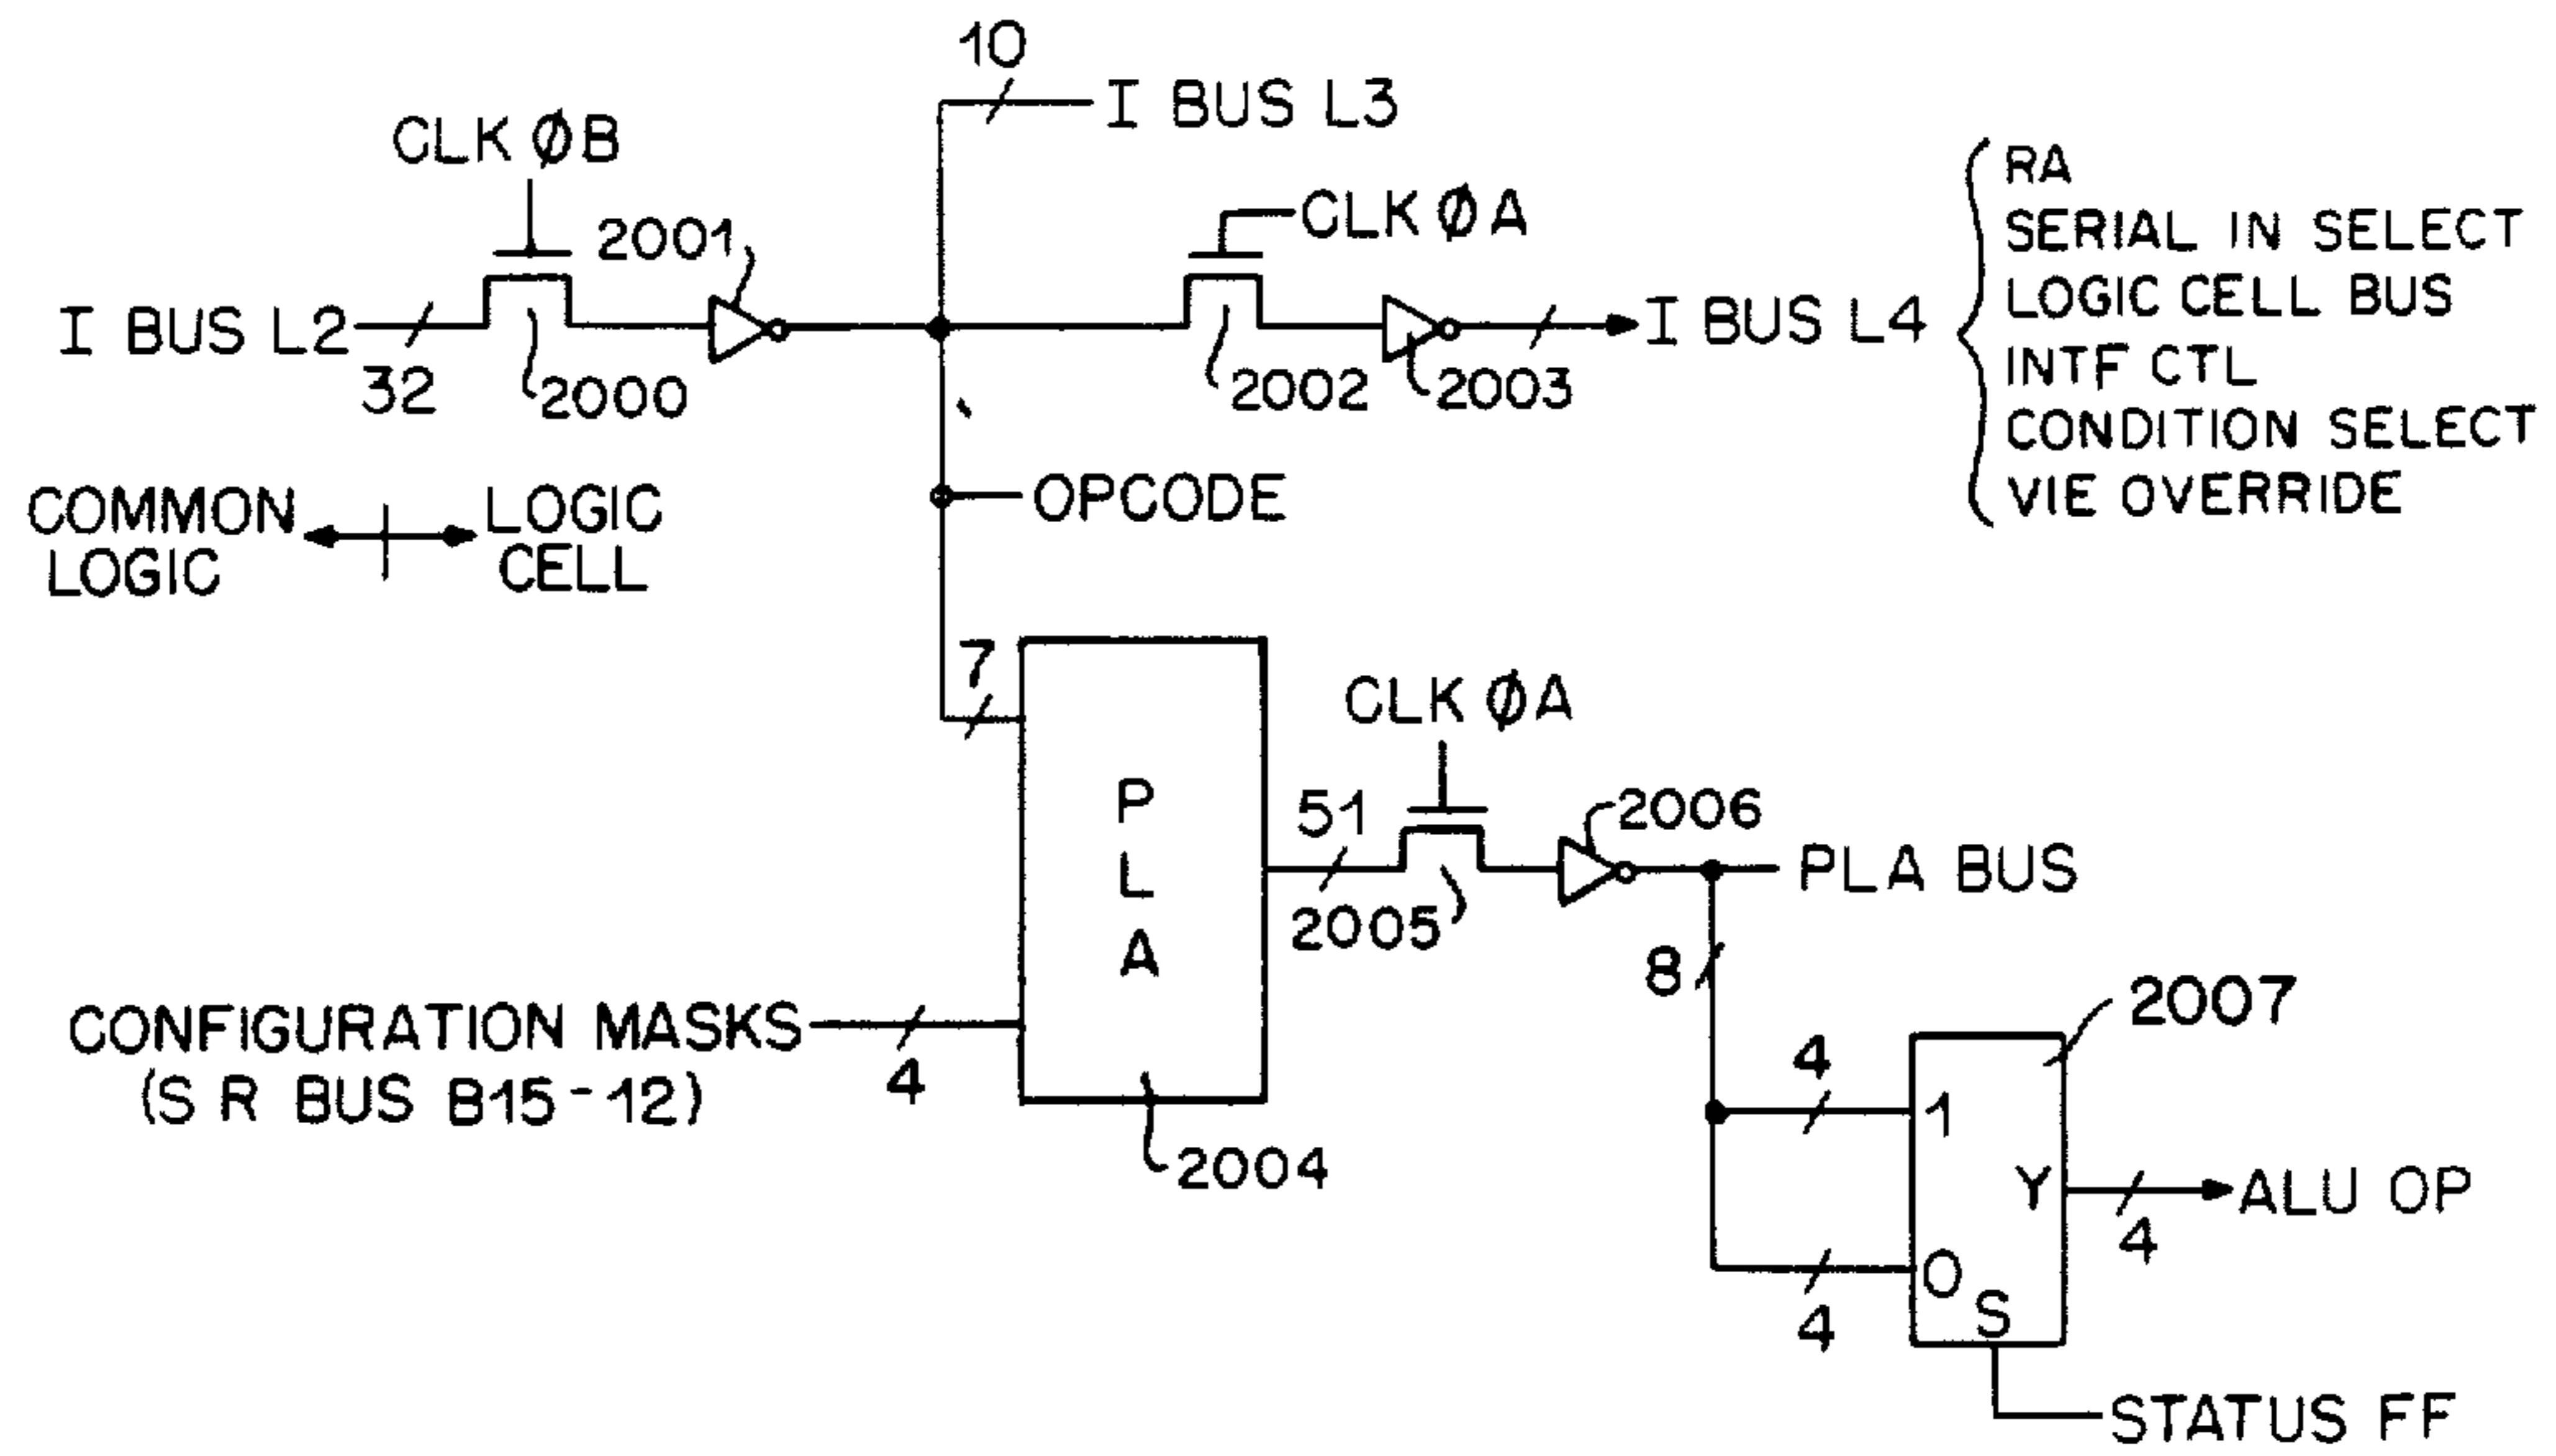 10
I BUS L3
CLK ØB
2001
CLK ØA
I BUS L2
32
2000
2002
2003
I BUS L4
RA
SERIAL IN SELECT
LOGIC CELL BUS
INTF CTL
CONDITION SELECT
VIE OVERRIDE
COMMON
LOGIC
LOGIC
CELL
OPCODE
7
PLA
CLK ØA
51
2005
2006
PLA BUS
8
CONFIGURATION MASKS
(S R BUS B15-12)
4
2004
2007
4
1
Y
ALU OP
4
0
4
S
STATUS FF